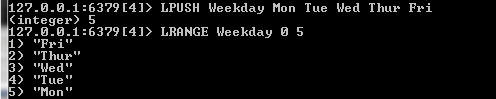 127.0.0.1:6379[4]> LPUSH Weekday Mon Tue Wed Thur Fri
(integer) 5
127.0.0.1:6379[4]> LRANGE Weekday 0 5
1) "Fri"
2) "Thur"
3) "Wed"
4) "Tue"
5) "Mon"